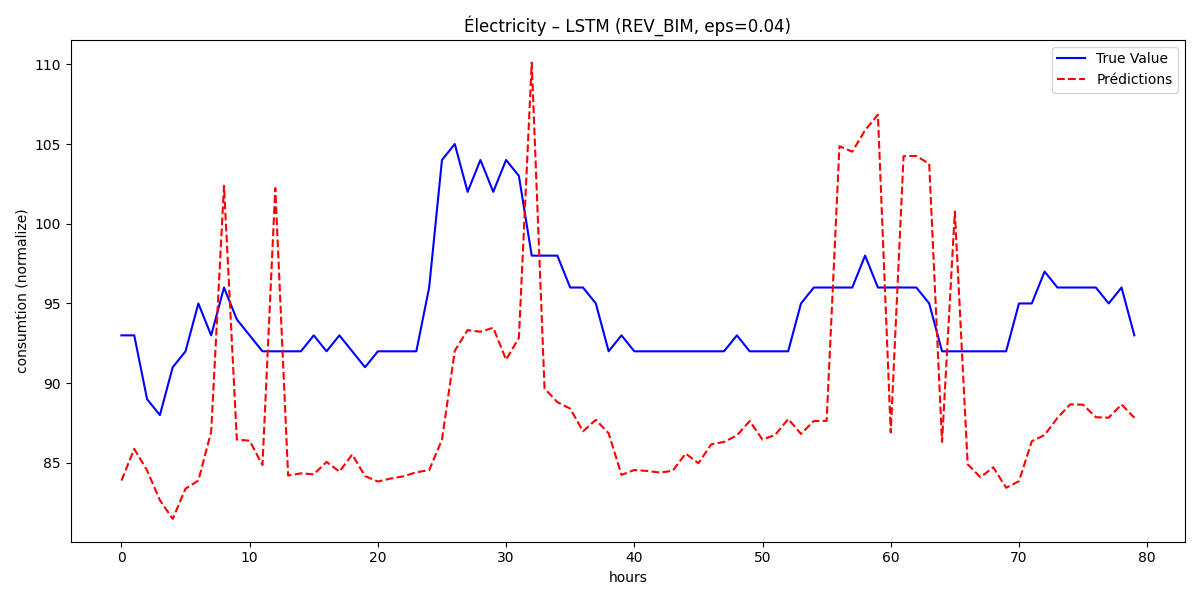 Électricity – LSTM (REV_BIM, eps=0.04)
True Value
Prédictions
consumtion (normalize)
110
105
100
95
90
85
0 10 20 30 40 50 60 70 80
hours